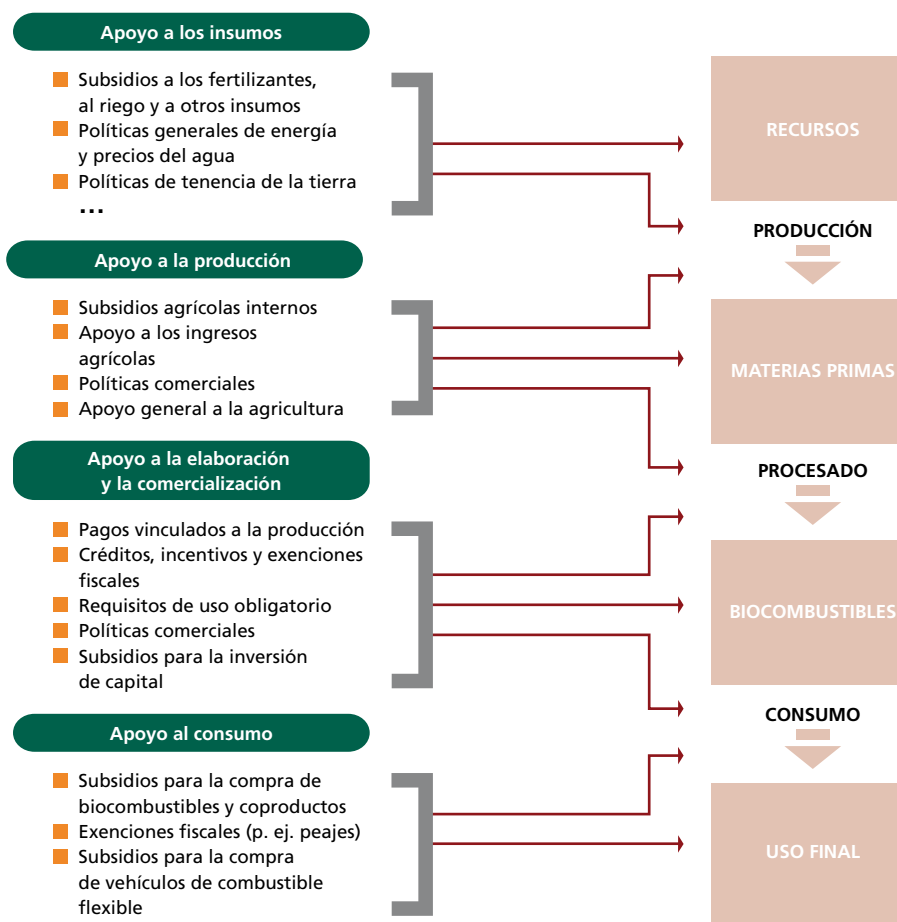 Apoyo a los insumos
Subsidios a los fertilizantes,
al riego y a otros insumos
Políticas generales de energía
y precios del agua
Políticas de tenencia de la tierra
...
Apoyo a la producción
Subsidios agrícolas internos
Apoyo a los ingresos
agrícolas
Políticas comerciales
Apoyo general a la agricultura
Apoyo a la elaboración
y la comercialización
Pagos vinculados a la producción
Créditos, incentivos y exenciones
fiscales
Requisitos de uso obligatorio
Políticas comerciales
Subsidios para la inversión
de capital
Apoyo al consumo
Subsidios para la compra de
biocombustibles y coproductos
Exenciones fiscales (p. ej. peajes)
Subsidios para la compra
de vehículos de combustible
flexible
RECURSOS
PRODUCCIÓN
MATERIAS PRIMAS
PROCESADO
BIOCOMBUSTIBLES
CONSUMO
USO FINAL